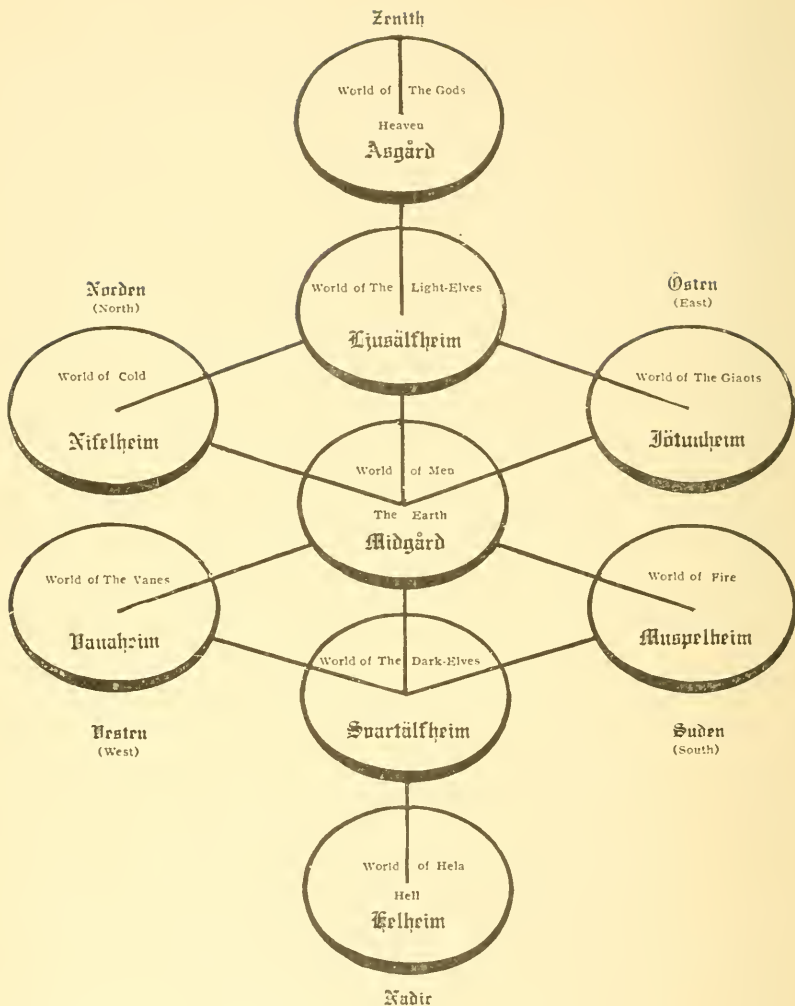 Zenith
World of The Gods
Heaven
Asgård
World of The Light-Elves
Ljusälfheim
Norden
(North)
World of Cold
Nifelheim
Östen
(East)
World of The Giants
Jötunheim
World of Men
The Earth
Midgård
World of The Vanes
Vanaheim
Vesten
(West)
World of Fire
Muspelheim
Suden
(South)
World of The Dark-Elves
Svartälfheim
World of Hela
Hell
Helheim
Nadir